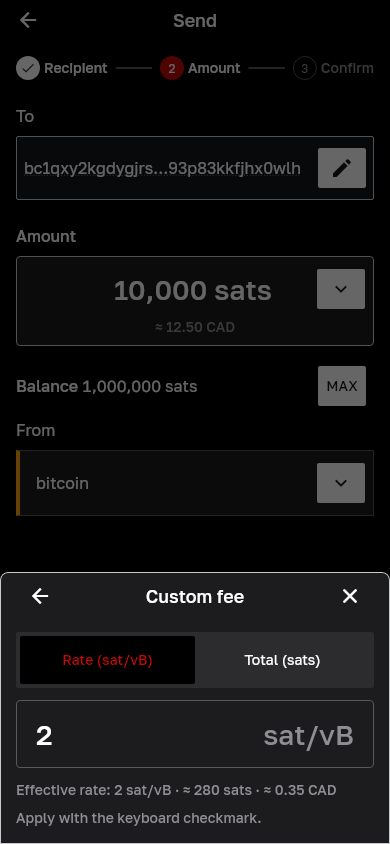 Send
Recipient 2 Amount 3 Confirm
To
bc1qxy2kgdygjrs...93p83kkfjhx0wlh
Amount
10,000 sats
≈ 12.50 CAD
Balance 1,000,000 sats MAX
From
bitcoin
Custom fee
Rate (sat/vB) Total (sats)
2 sat/vB
Effective rate: 2 sat/vB · ≈ 280 sats · ≈ 0.35 CAD
Apply with the keyboard checkmark.